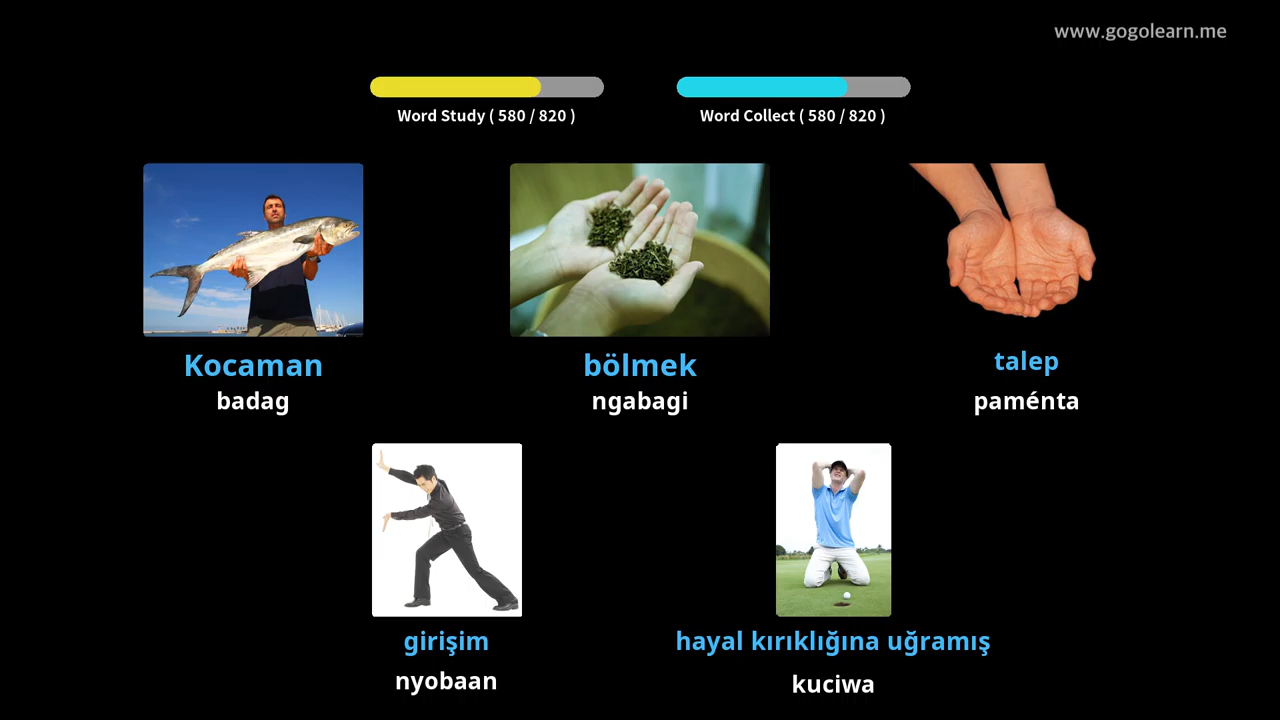 www.gogolearn.me
Word Study ( 580 / 820 )
Word Collect ( 580 / 820 )
Kocaman
badag
bölmek
ngabagi
talep
paménta
girişim
nyobaan
hayal kırıklığına uğramış
kuciwa